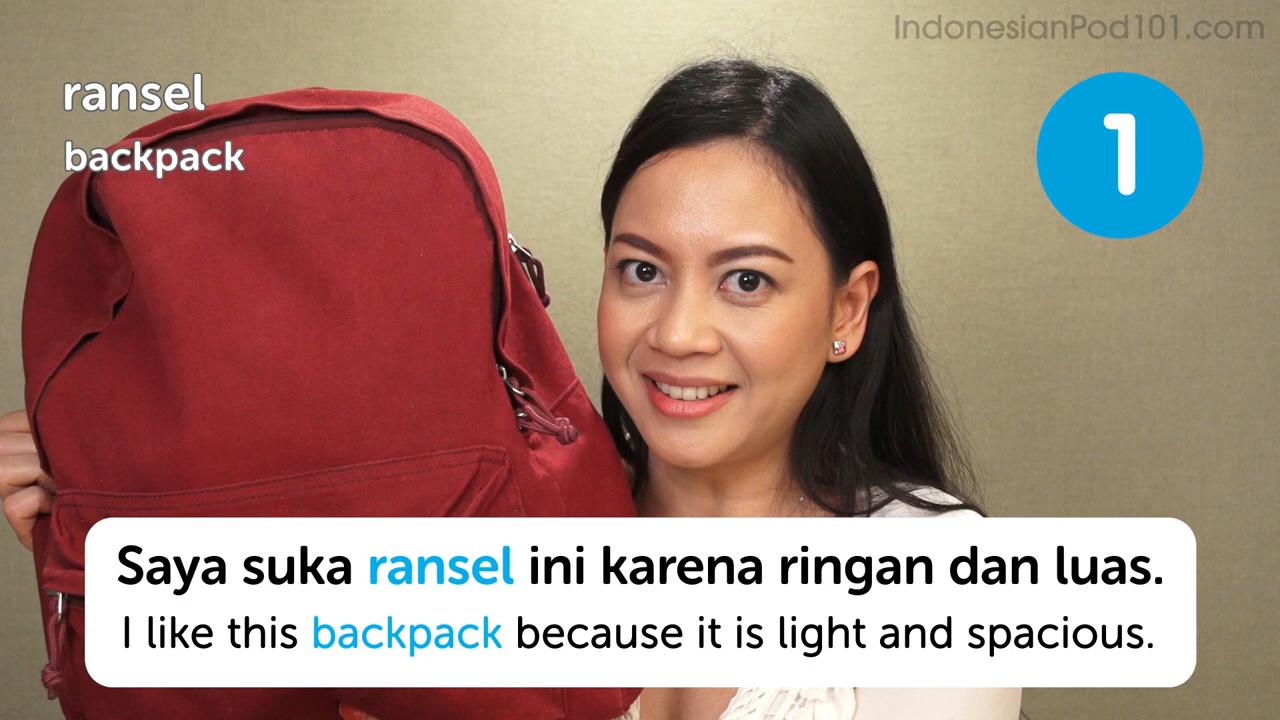 IndonesianPod101.com
ransel
backpack
1
Saya suka ransel ini karena ringan dan luas.
I like this backpack because it is light and spacious.